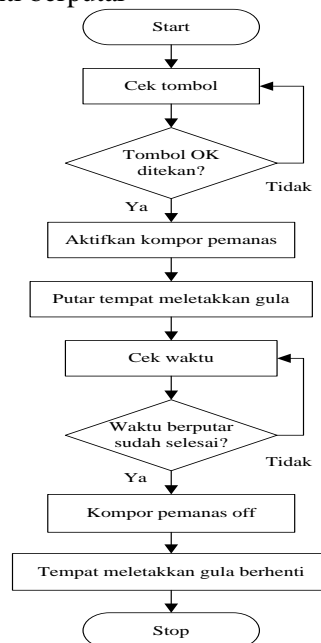 berputar
Start
Cek tombol
Tombol OK
ditekan?
Tidak
Ya
Aktifkan kompor pemanas
Putar tempat meletakkan gula
Cek waktu
Waktu berputar
sudah selesai?
Tidak
Ya
Kompor pemanas off
Tempat meletakkan gula berhenti
Stop